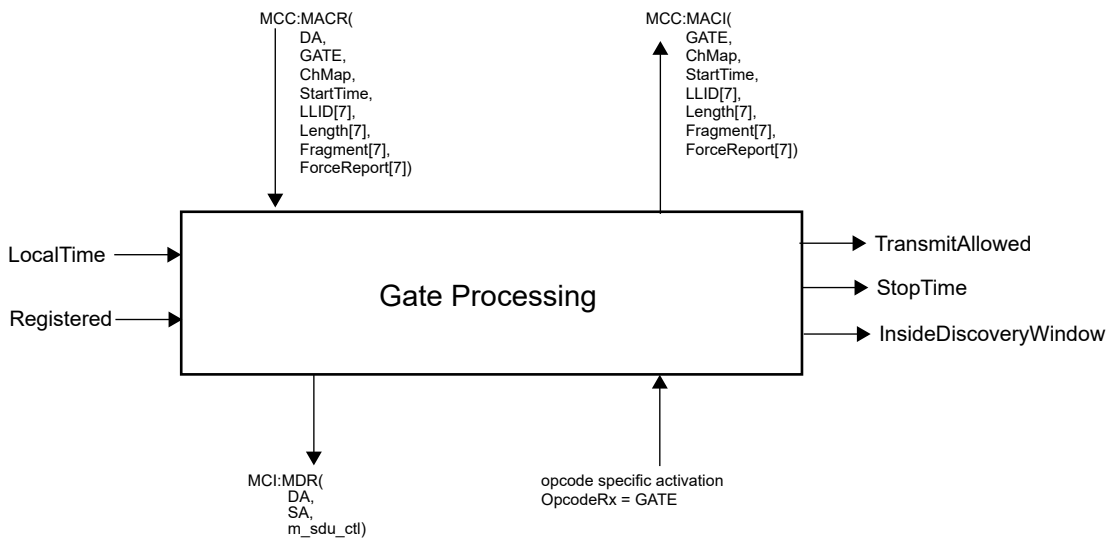 MCC:MACR(
DA,
GATE,
ChMap,
StartTime,
LLID[7],
Length[7],
Fragment[7],
ForceReport[7])
MCC:MACI(
GATE,
ChMap,
StartTime,
LLID[7],
Length[7],
Fragment[7],
ForceReport[7])
LocalTime
Registered
Gate Processing
TransmitAllowed
StopTime
InsideDiscoveryWindow
MCI:MDR(
DA,
SA,
m_sdu_ctl)
opcode specific activation
OpcodeRx = GATE